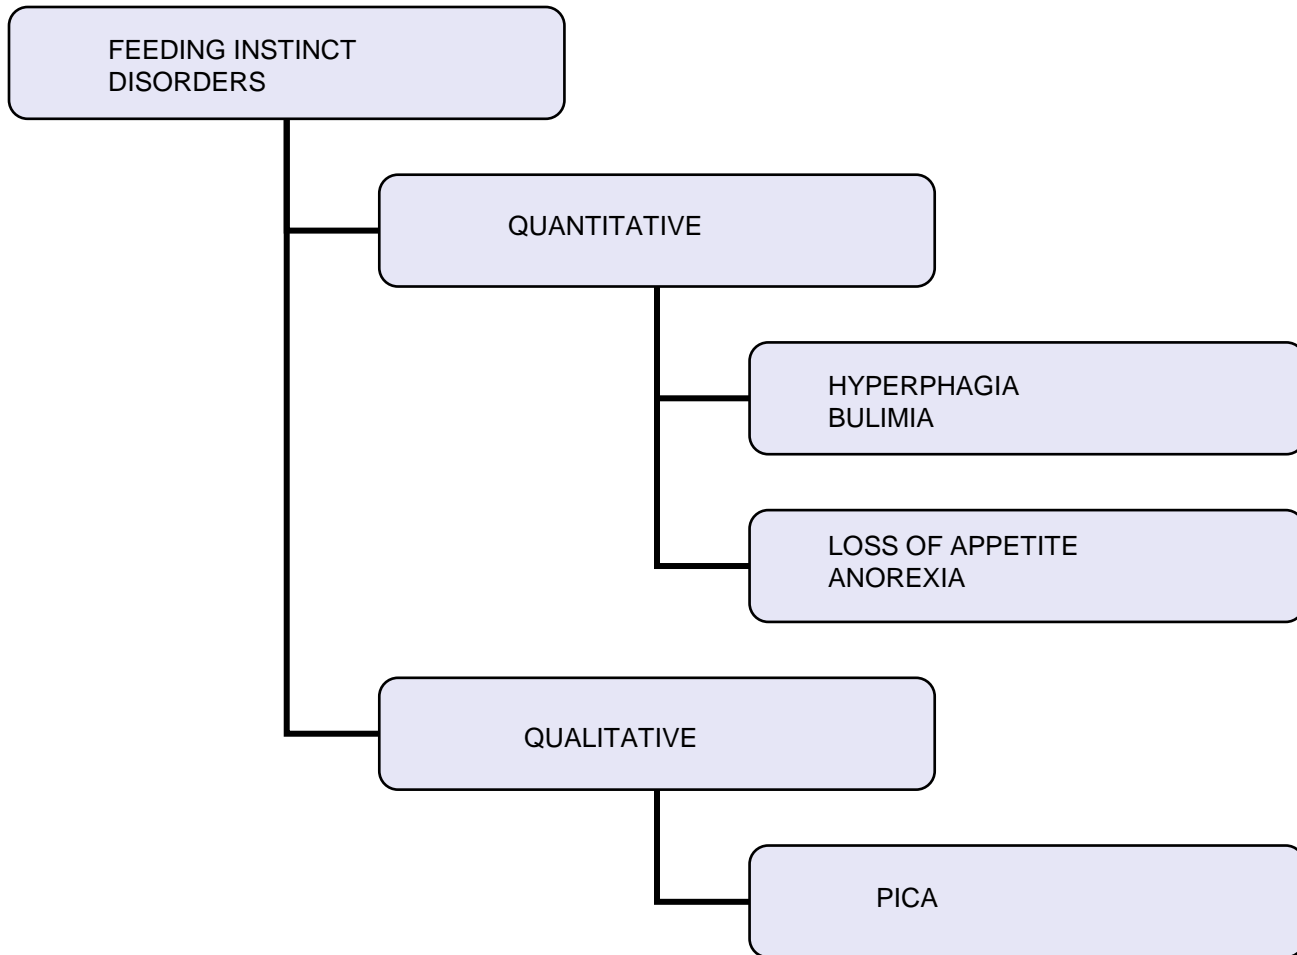 FEEDING INSTINCT
DISORDERS
QUANTITATIVE
HYPERPHAGIA
BULIMIA
LOSS OF APPETITE
ANOREXIA
QUALITATIVE
PICA